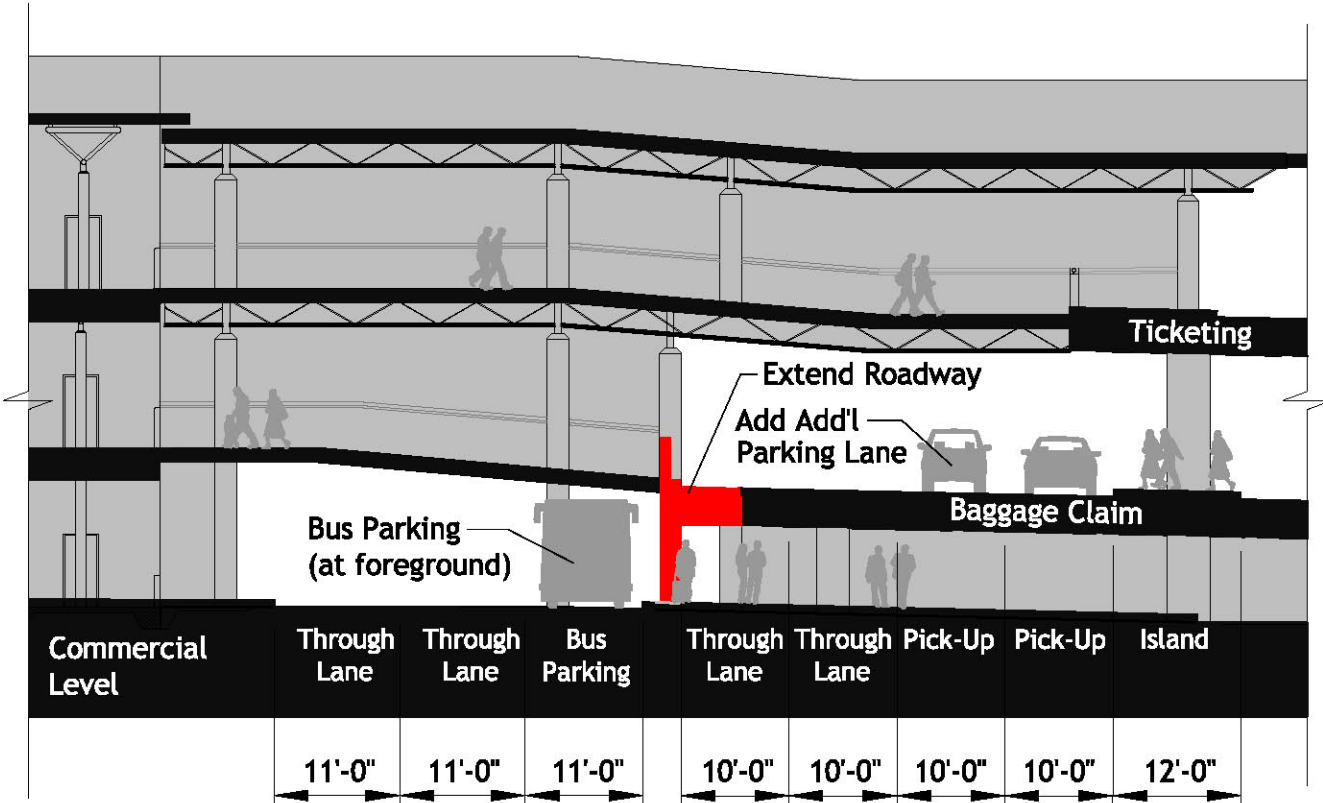 Ticketing
Extend Roadway
Add Add'l
Parking Lane
Baggage Claim
Bus Parking
(at foreground)
Commercial
Level
Through
Lane
Through
Lane
Bus
Parking
Through
Lane
Through
Lane
Pick-Up
Pick-Up
Island
11'-0"
11'-0"
11'-0"
10'-0"
10'-0"
10'-0"
10'-0"
12'-0"